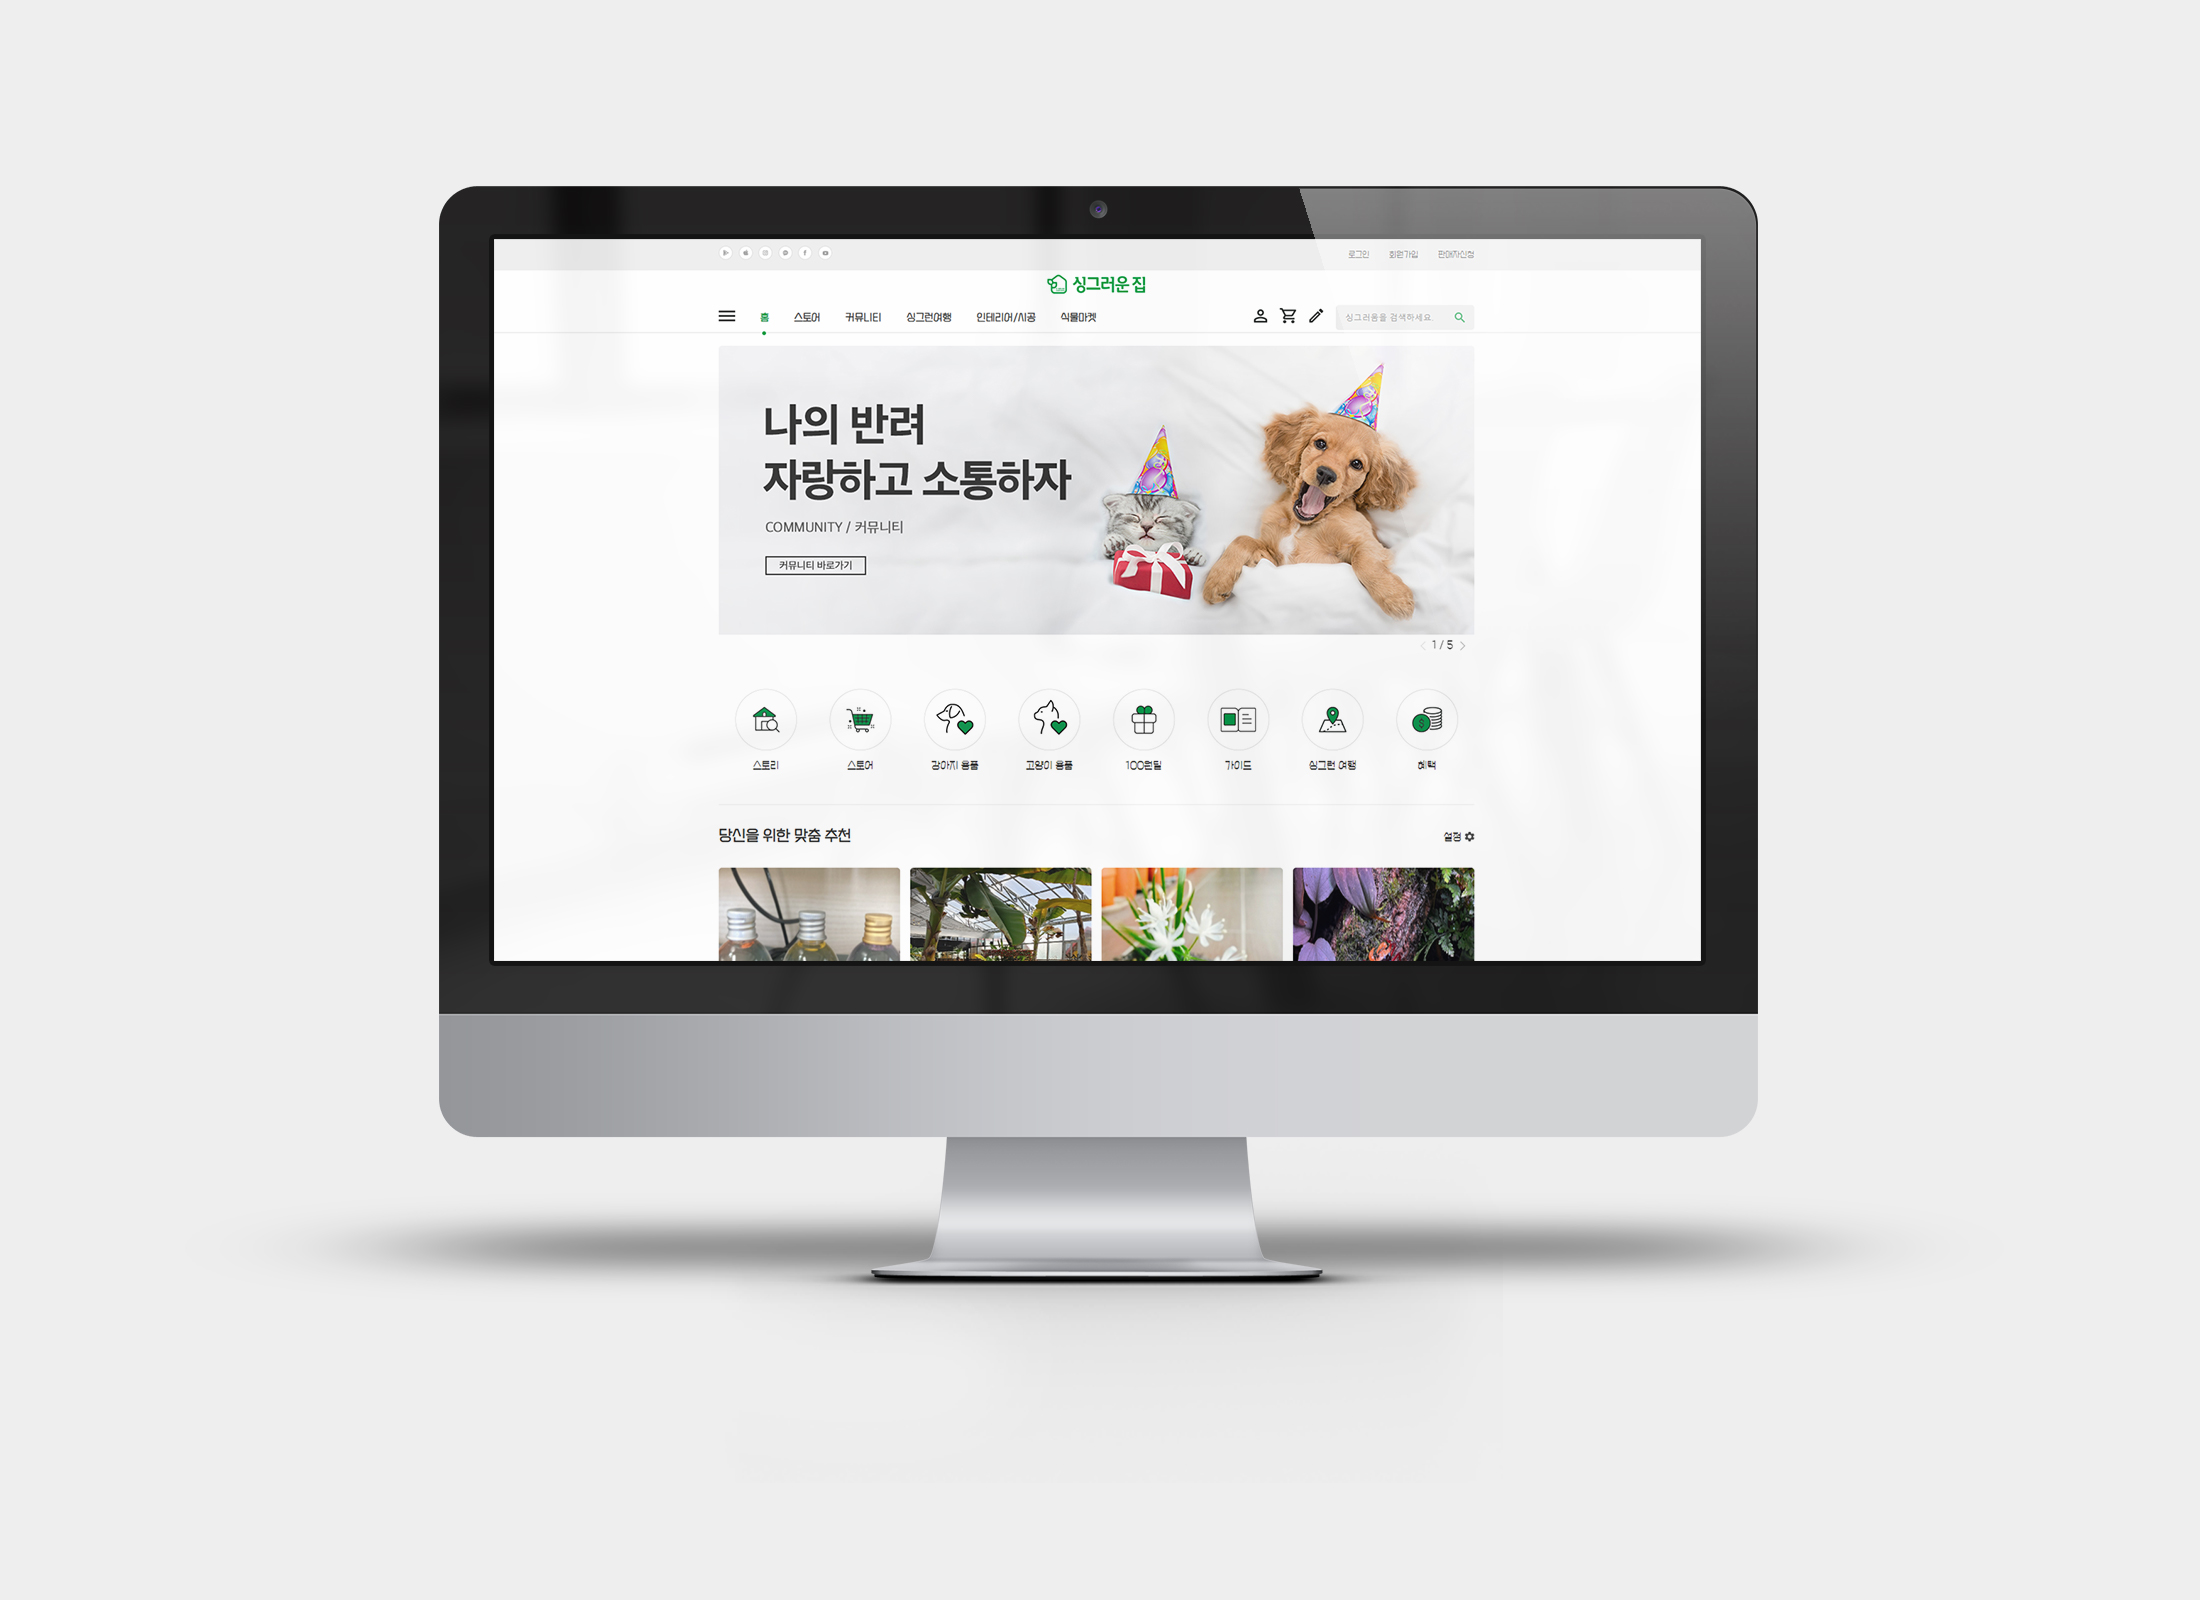 로그인 회원가입 판매자신청
싱그러운 집
홈 스토어 커뮤니티 싱그런여행 인테리어/시공 식물마켓
싱그러움을 검색하세요.
나의 반려
자랑하고 소통하자
COMMUNITY / 커뮤니티
커뮤니티 바로가기
1 / 5
스토리 스토어 강아지 용품 고양이 용품 100원딜 가이드 싱그런 여행 혜택
당신을 위한 맞춤 추천
설정